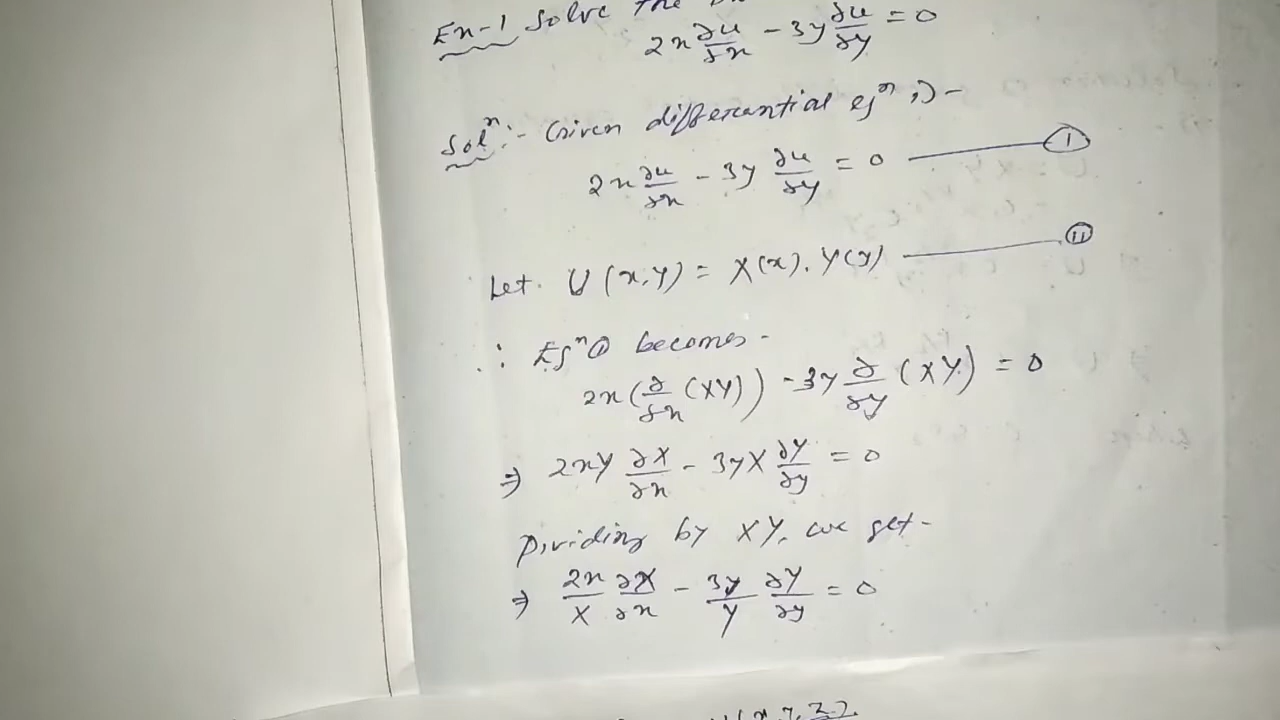 Ex-1 Solve the
2x ∂u/∂x - 3y ∂u/∂y = 0
Solⁿ:- Given differential eqⁿ is -
2x ∂u/∂x - 3y ∂u/∂y = 0 —— (I)
Let. U(x,y) = X(x). Y(y) —— (II)
∴ Eqⁿ (I) becomes -
2x(∂/∂x (XY)) - 3y ∂/∂y (XY) = 0
⇒ 2xY ∂X/∂x - 3yX ∂Y/∂y = 0
Dividing by XY, we get -
⇒ 2x/X ∂X/∂x - 3y/Y ∂Y/∂y = 0